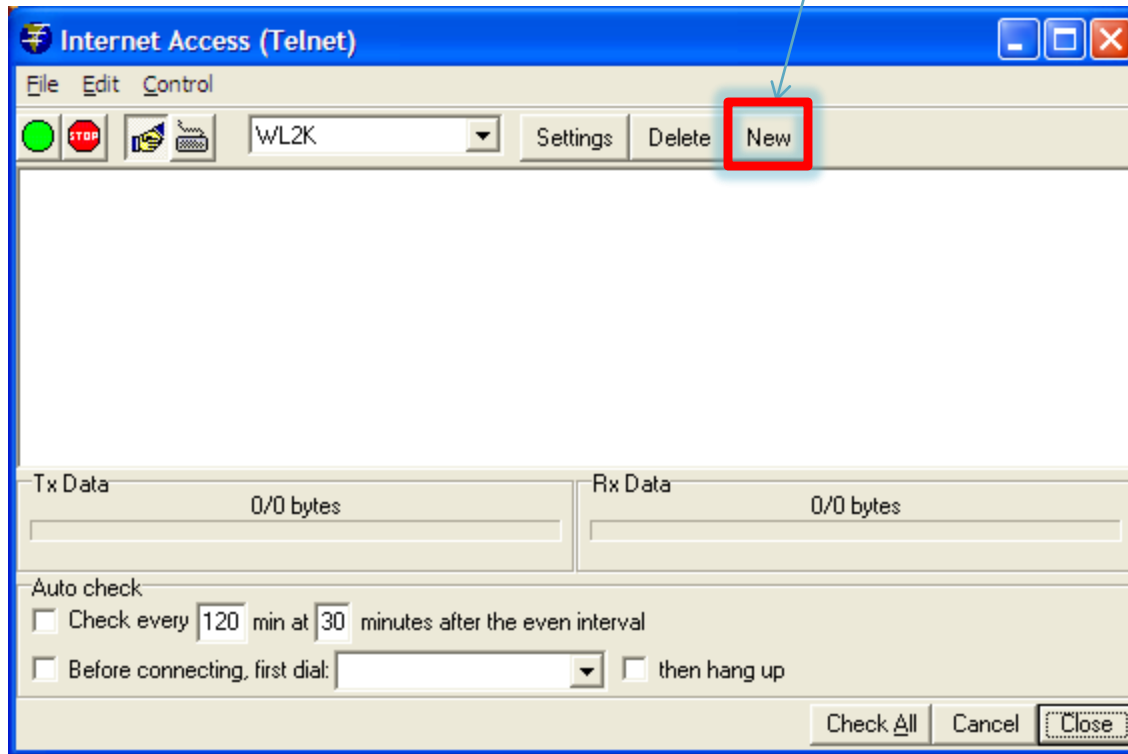 Internet Access (Telnet)
File Edit Control
STOP WL2K Settings Delete New
Tx Data Rx Data
0/0 bytes 0/0 bytes
Auto check
Check every 120 min at 30 minutes after the even interval
Before connecting, first dial: then hang up
Check All Cancel Close